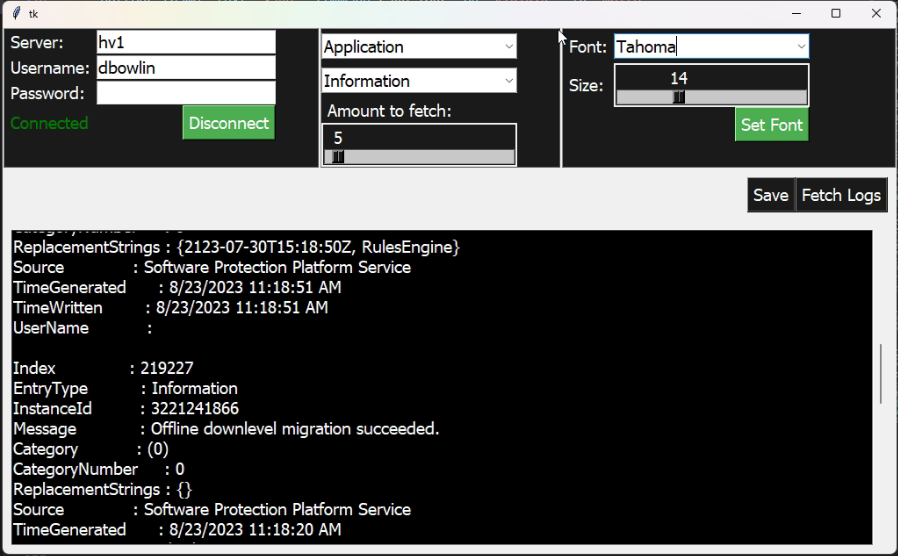 tk
Server: hv1
Username: dbowlin
Password:
Connected Disconnect
Application
Information
Amount to fetch:
5
Font: Tahoma
Size: 14
Set Font
Save Fetch Logs
CategoryNumber : 0
ReplacementStrings : {2123-07-30T15:18:50Z, RulesEngine}
Source : Software Protection Platform Service
TimeGenerated : 8/23/2023 11:18:51 AM
TimeWritten : 8/23/2023 11:18:51 AM
UserName :
Index : 219227
EntryType : Information
InstanceId : 3221241866
Message : Offline downlevel migration succeeded.
Category : (0)
CategoryNumber : 0
ReplacementStrings : {}
Source : Software Protection Platform Service
TimeGenerated : 8/23/2023 11:18:20 AM